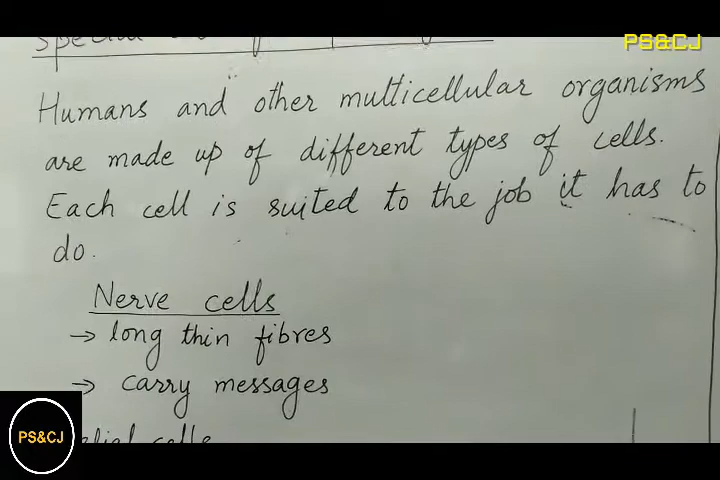 PS&CJ
Humans and other multicellular organisms
are made up of different types of cells.
Each cell is suited to the job it has to
do.
Nerve cells
→ long thin fibres
→ carry messages
PS&CJ
cells